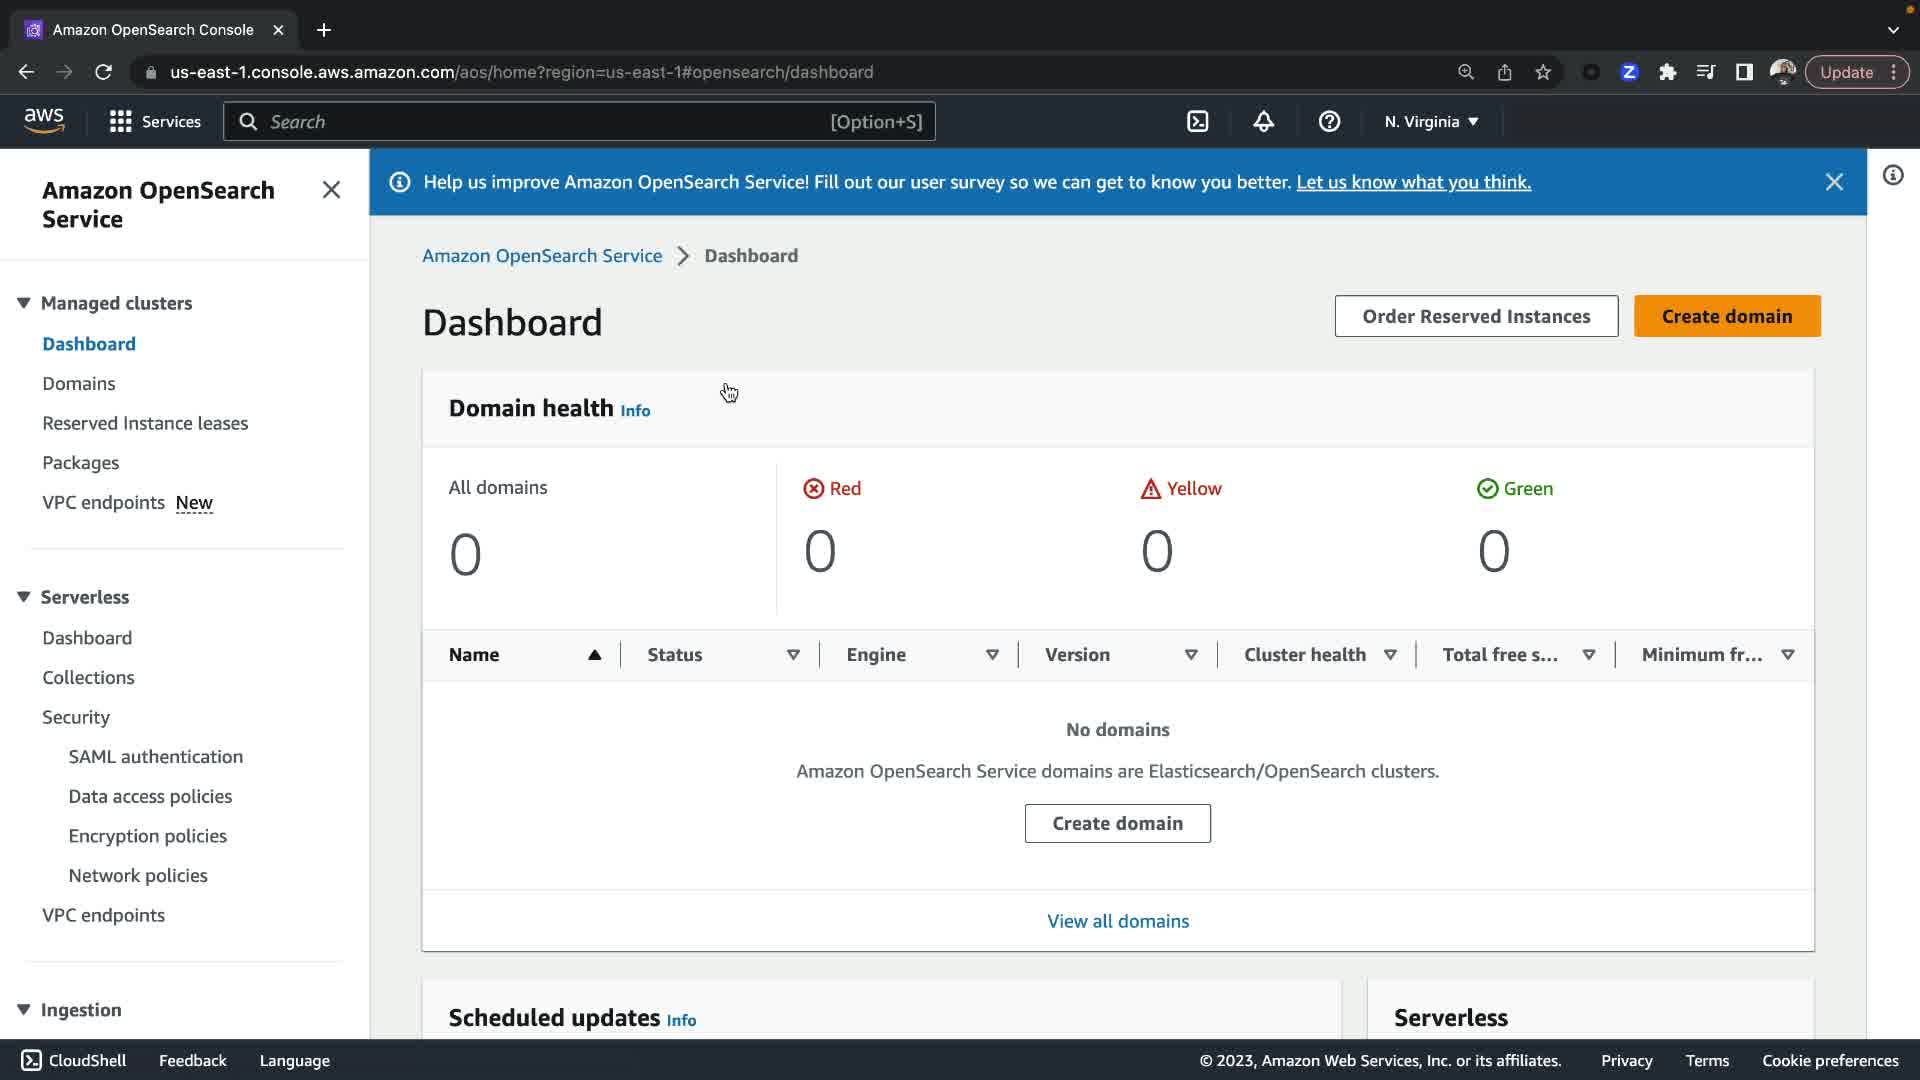 Amazon OpenSearch Console
us-east-1.console.aws.amazon.com/aos/home?region=us-east-1#opensearch/dashboard
Z
Update
aws
Services
Search
[Option+S]
N. Virginia
Amazon OpenSearch
Service
Help us improve Amazon OpenSearch Service! Fill out our user survey so we can get to know you better. Let us know what you think.
Managed clusters
Dashboard
Domains
Reserved Instance leases
Packages
VPC endpoints New
Serverless
Dashboard
Collections
Security
SAML authentication
Data access policies
Encryption policies
Network policies
VPC endpoints
Ingestion
Amazon OpenSearch Service > Dashboard
Dashboard
Order Reserved Instances
Create domain
Domain health Info
All domains
0
Red
0
Yellow
0
Green
0
Name
Status
Engine
Version
Cluster health
Total free s...
Minimum fr...
No domains
Amazon OpenSearch Service domains are Elasticsearch/OpenSearch clusters.
Create domain
View all domains
Scheduled updates Info
Serverless
CloudShell
Feedback
Language
© 2023, Amazon Web Services, Inc. or its affiliates.
Privacy
Terms
Cookie preferences